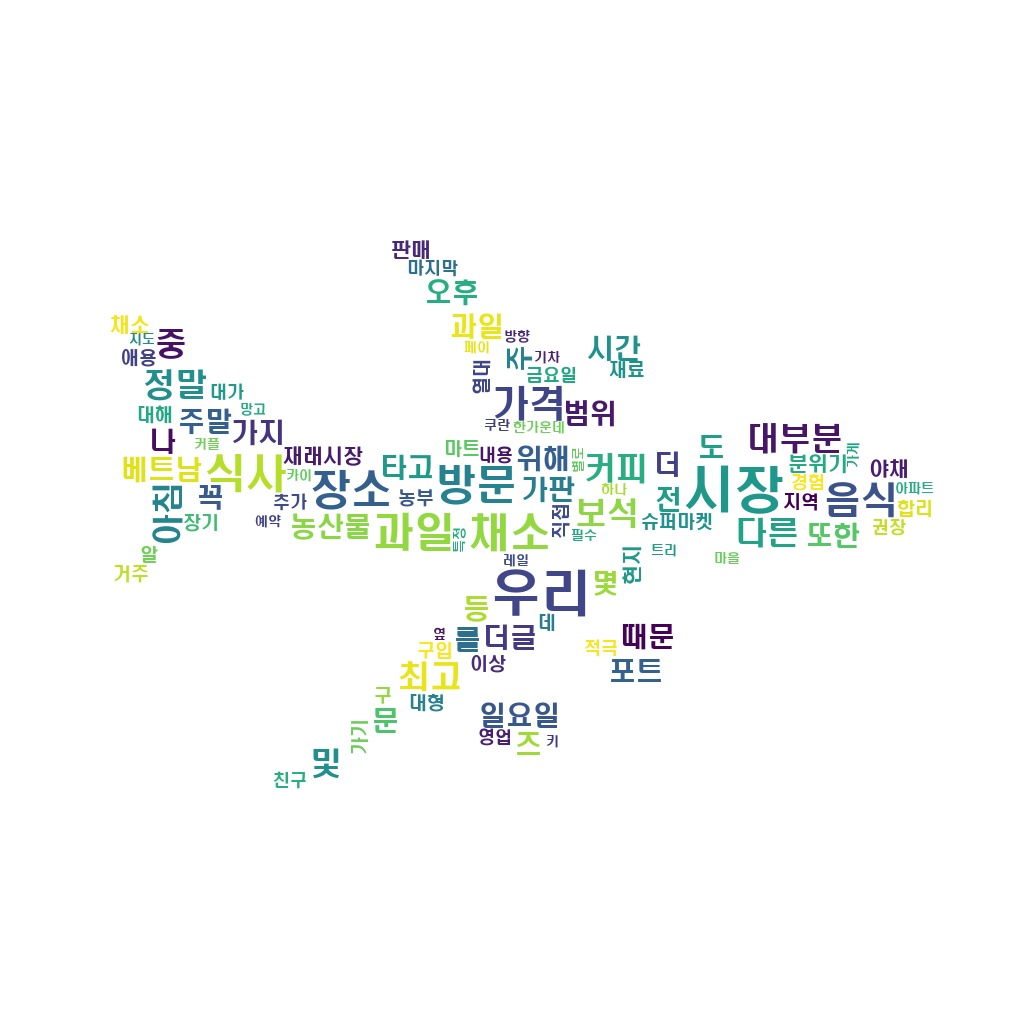 판매
마지막
오후
채소
과일
지도
중
방향
시간
애용
페이
좌
기차
재료
정말
대가
열대
금요일
가격
범위
대해
주말
망고
쿠란
한가운데
나
커플
가지
재래시장
마트
내용
위해
별로
커피
더
도
대부분
가게
베트남
식사
카이
타고
방문
가판
하나
분위기
야채
아침
꼭
추가
장소
농부
직접
보석
전
시장
경험
지역
음식
야파트
합리
장기
예약
농산물
과일
특정
채소
필수
슈퍼마켓
다른
또한
권장
알
거주
레일
우리
몇
현지
트리
마을
등
데
옆
를
더글
적극
때문
구입
최고
이상
포트
구
대형
문
일요일
가기
영업
즈
키
및
친구